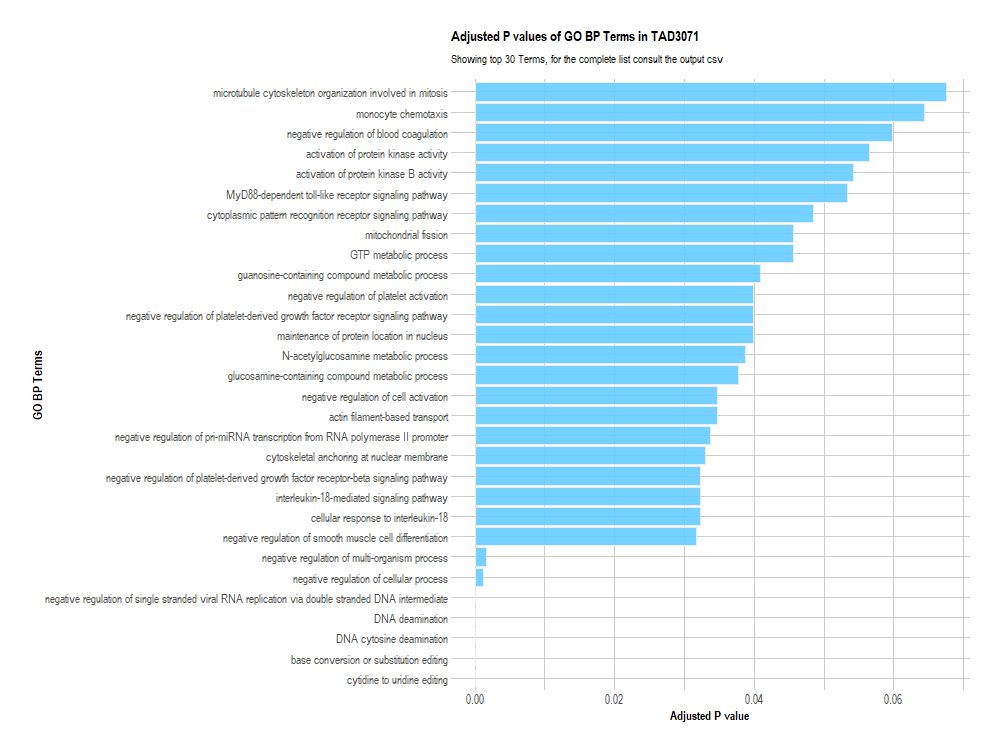 Adjusted P values of GO BP Terms in TAD3071
Showing top 30 Terms, for the complete list consult the output csv
microtubule cytoskeleton organization involved in mitosis
monocyte chemotaxis
negative regulation of blood coagulation
activation of protein kinase activity
activation of protein kinase B activity
MyD88-dependent toll-like receptor signaling pathway
cytoplasmic pattern recognition receptor signaling pathway
mitochondrial fission
GTP metabolic process
guanosine-containing compound metabolic process
negative regulation of platelet activation
negative regulation of platelet-derived growth factor receptor signaling pathway
maintenance of protein location in nucleus
N-acetylglucosamine metabolic process
glucosamine-containing compound metabolic process
negative regulation of cell activation
actin filament-based transport
negative regulation of pri-miRNA transcription from RNA polymerase II promoter
cytoskeletal anchoring at nuclear membrane
negative regulation of platelet-derived growth factor receptor-beta signaling pathway
interleukin-18-mediated signaling pathway
cellular response to interleukin-18
negative regulation of smooth muscle cell differentiation
negative regulation of multi-organism process
negative regulation of cellular process
negative regulation of single stranded viral RNA replication via double stranded DNA intermediate
DNA deamination
DNA cytosine deamination
base conversion or substitution editing
cytidine to uridine editing
GO BP Terms
0.00 0.02 0.04 0.06
Adjusted P value